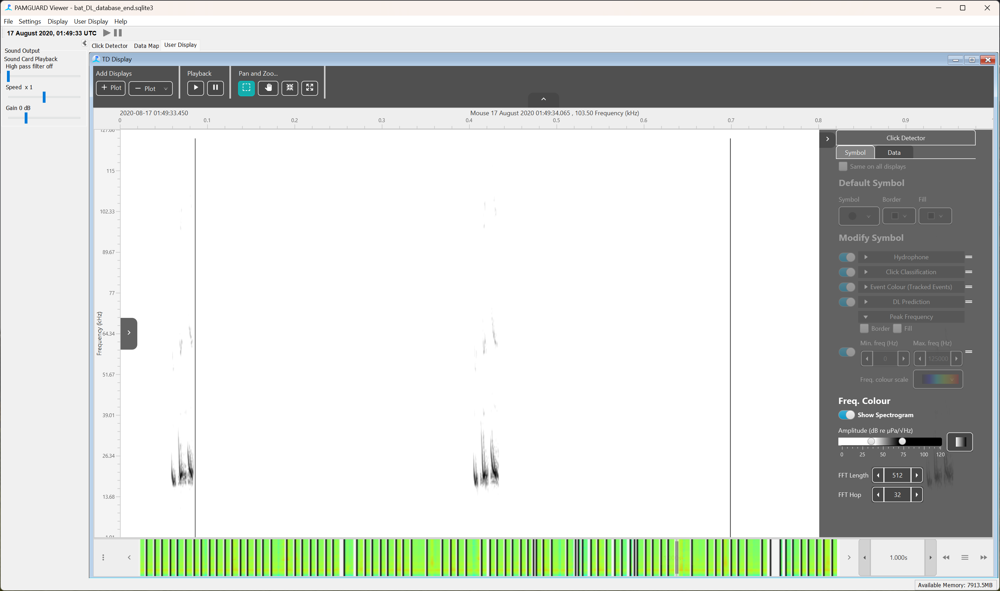 PAMGUARD Viewer - bat_DL_database_end.sqlite3
File Settings Display User Display Help
17 August 2020, 01:49:33 UTC
Click Detector Data Map User Display
Sound Output
Sound Card Playback
High pass filter off
Speed x 1
Gain 0 dB
TD Display
Add Displays Playback Pan and Zoo...
+ Plot − Plot
2020-08-17 01:49:33.450 Mouse 17 August 2020 01:49:34.065 , 103.50 Frequency (kHz)
0 0.1 0.2 0.3 0.4 0.5 0.6 0.7 0.8 0.9
127.66
115
102.33
89.67
77
64.34
51.67
39.01
26.34
13.68
1.01
Frequency (kHz)
Click Detector
Symbol Data
Same on all displays
Default Symbol
Symbol Border Fill
Modify Symbol
Hydrophone
Click Classification
Event Colour (Tracked Events)
DL Prediction
Peak Frequency
Border Fill
Min. freq (Hz) Max. freq (Hz)
0 125000
Freq. colour scale
Freq. Colour
Show Spectrogram
Amplitude (dB re µPa/√Hz)
0 25 50 75 100 120
FFT Length 512
FFT Hop 32
1.000s
Available Memory: 7913.5MB